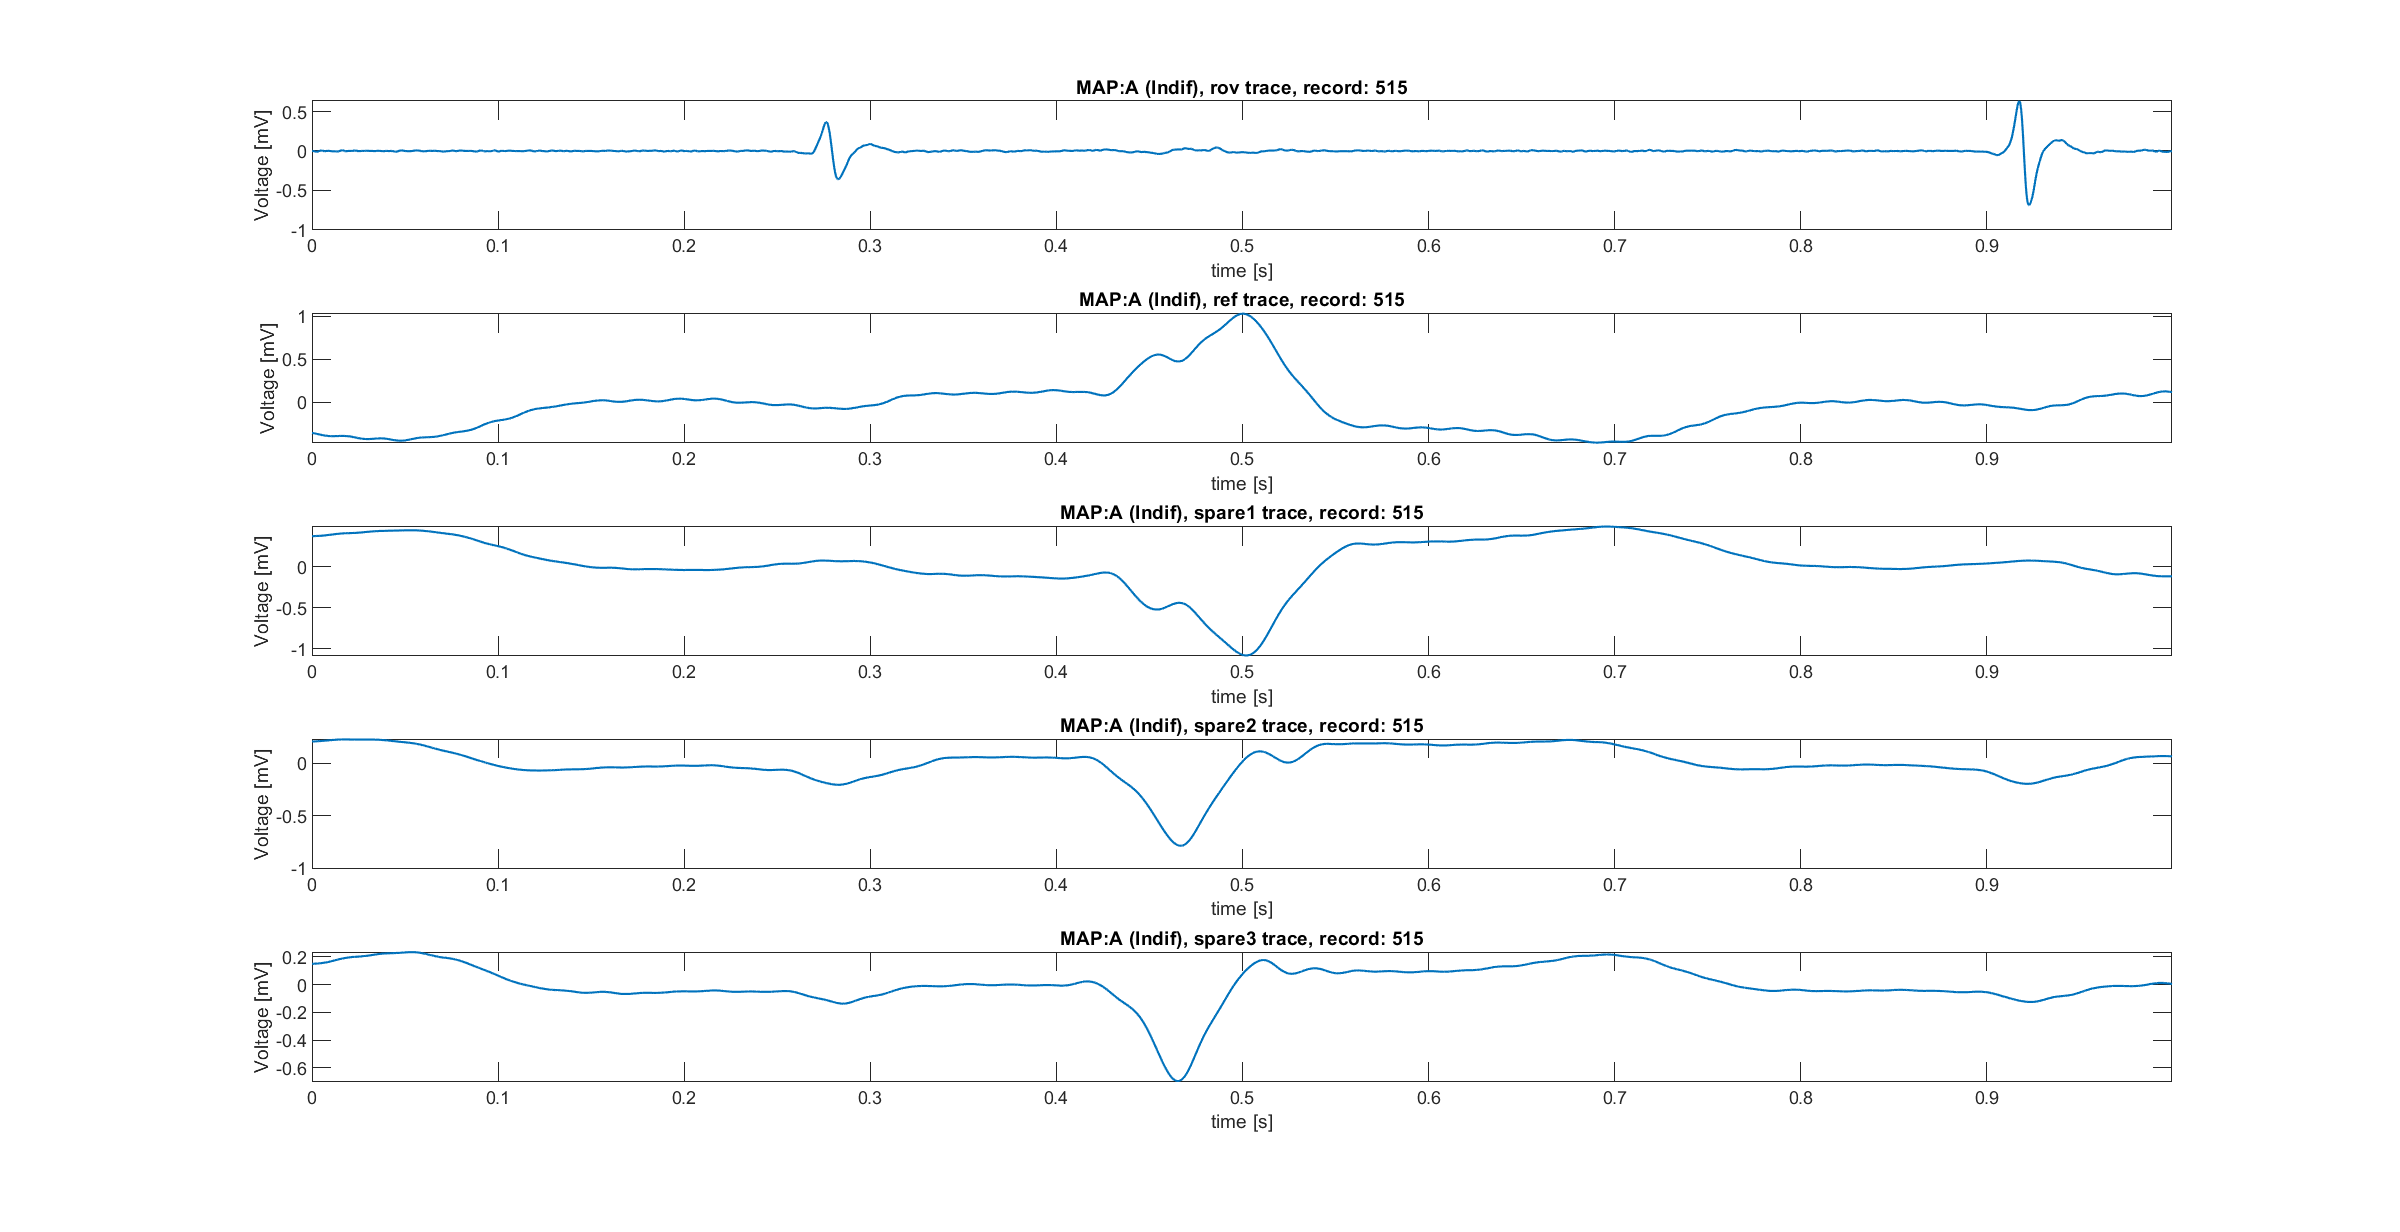 MAP:A (Indif), rov trace, record: 515
Voltage [mV]
0.5
0
-0.5
-1
0 0.1 0.2 0.3 0.4 0.5 0.6 0.7 0.8 0.9
time [s]
MAP:A (Indif), ref trace, record: 515
Voltage [mV]
1
0.5
0
0 0.1 0.2 0.3 0.4 0.5 0.6 0.7 0.8 0.9
time [s]
MAP:A (Indif), spare1 trace, record: 515
Voltage [mV]
0
-0.5
-1
0 0.1 0.2 0.3 0.4 0.5 0.6 0.7 0.8 0.9
time [s]
MAP:A (Indif), spare2 trace, record: 515
Voltage [mV]
0
-0.5
-1
0 0.1 0.2 0.3 0.4 0.5 0.6 0.7 0.8 0.9
time [s]
MAP:A (Indif), spare3 trace, record: 515
Voltage [mV]
0.2
0
-0.2
-0.4
-0.6
0 0.1 0.2 0.3 0.4 0.5 0.6 0.7 0.8 0.9
time [s]